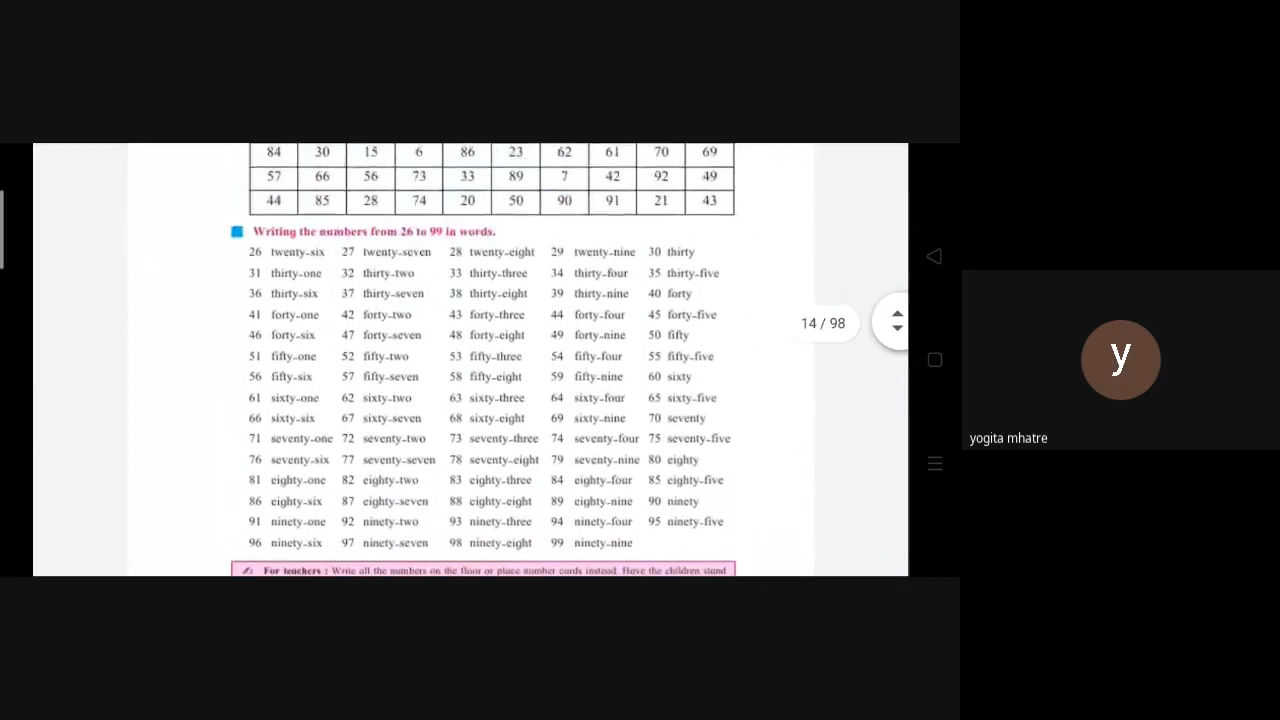 84 30 15 6 86 23 62 61 70 69
57 66 56 73 33 89 7 42 92 49
44 85 28 74 20 50 90 91 21 43
Writing the numbers from 26 to 99 in words.
26 twenty-six 27 twenty-seven 28 twenty-eight 29 twenty-nine 30 thirty
31 thirty-one 32 thirty-two 33 thirty-three 34 thirty-four 35 thirty-five
36 thirty-six 37 thirty-seven 38 thirty-eight 39 thirty-nine 40 forty
41 forty-one 42 forty-two 43 forty-three 44 forty-four 45 forty-five
46 forty-six 47 forty-seven 48 forty-eight 49 forty-nine 50 fifty
51 fifty-one 52 fifty-two 53 fifty-three 54 fifty-four 55 fifty-five
56 fifty-six 57 fifty-seven 58 fifty-eight 59 fifty-nine 60 sixty
61 sixty-one 62 sixty-two 63 sixty-three 64 sixty-four 65 sixty-five
66 sixty-six 67 sixty-seven 68 sixty-eight 69 sixty-nine 70 seventy
71 seventy-one 72 seventy-two 73 seventy-three 74 seventy-four 75 seventy-five
76 seventy-six 77 seventy-seven 78 seventy-eight 79 seventy-nine 80 eighty
81 eighty-one 82 eighty-two 83 eighty-three 84 eighty-four 85 eighty-five
86 eighty-six 87 eighty-seven 88 eighty-eight 89 eighty-nine 90 ninety
91 ninety-one 92 ninety-two 93 ninety-three 94 ninety-four 95 ninety-five
96 ninety-six 97 ninety-seven 98 ninety-eight 99 ninety-nine
For teachers : Write all the numbers on the floor or place number cards instead. Have the children stand
14 / 98
y
yogita mhatre